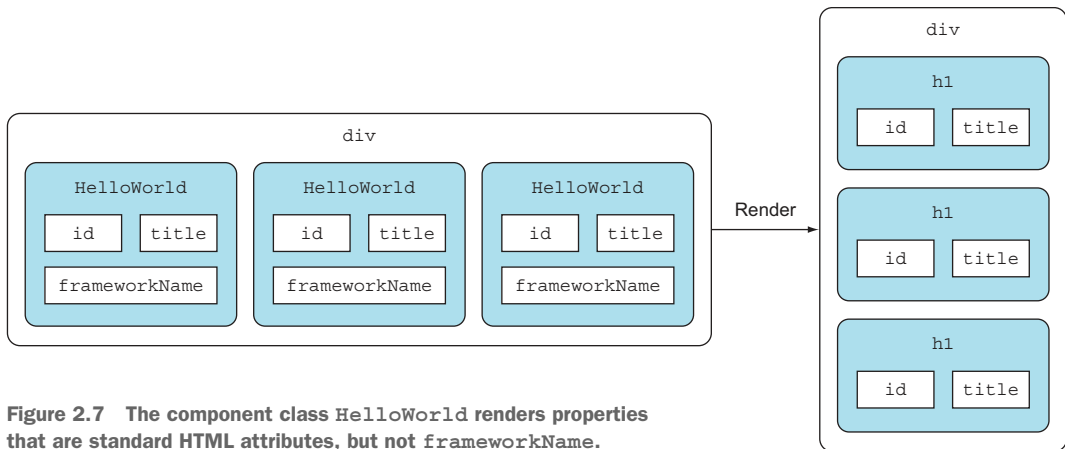 div
HelloWorld
id title
frameworkName
HelloWorld
id title
frameworkName
HelloWorld
id title
frameworkName
Render
div
h1
id title
h1
id title
h1
id title
Figure 2.7 The component class HelloWorld renders properties
that are standard HTML attributes, but not frameworkName.